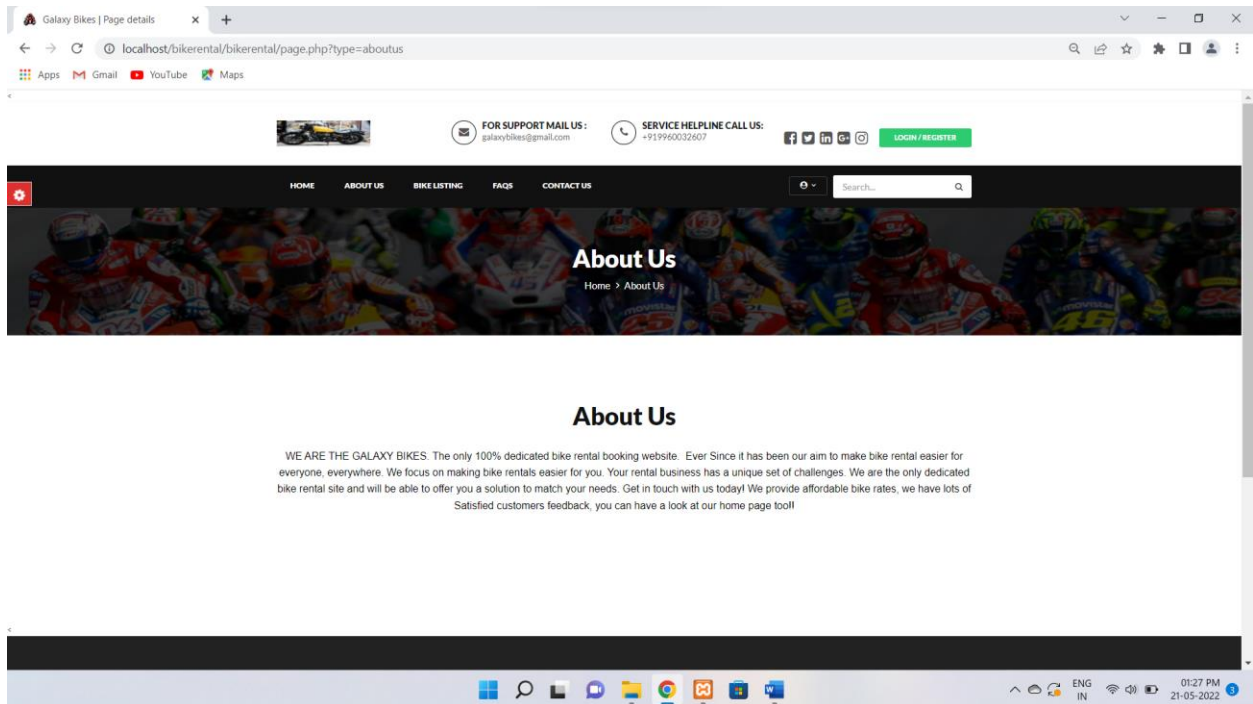 Galaxy Bikes | Page details
localhost/bikerental/bikerental/page.php?type=aboutus
Apps Gmail YouTube Maps
<
FOR SUPPORT MAIL US :
galaxybikes@gmail.com
SERVICE HELPLINE CALL US:
+919960032607
LOGIN / REGISTER
HOME ABOUT US BIKE LISTING FAQS CONTACT US
Search...
About Us
Home > About Us
movistar
46
About Us
WE ARE THE GALAXY BIKES. The only 100% dedicated bike rental booking website. Ever Since it has been our aim to make bike rental easier for
everyone, everywhere. We focus on making bike rentals easier for you. Your rental business has a unique set of challenges. We are the only dedicated
bike rental site and will be able to offer you a solution to match your needs. Get in touch with us today! We provide affordable bike rates, we have lots of
Satisfied customers feedback, you can have a look at our home page too!!
<
ENG
IN
01:27 PM
21-05-2022
3